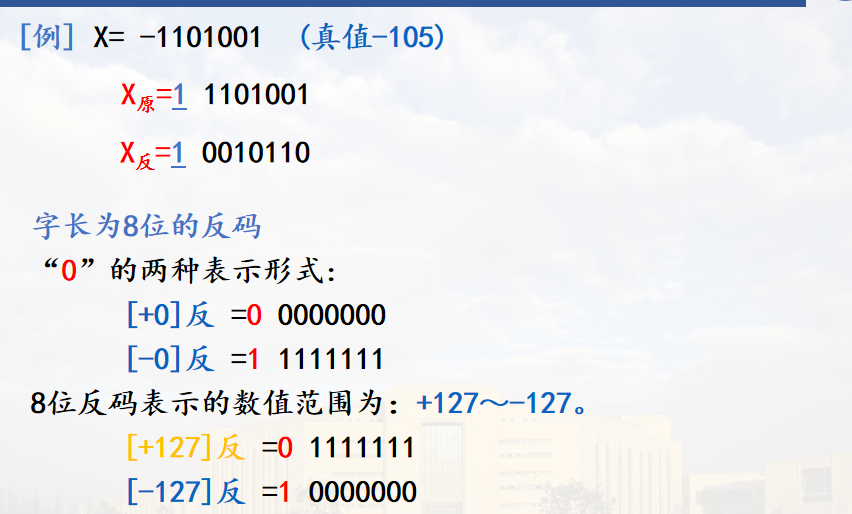 [例] X= -1101001 (真值-105)
X原=1 1101001
X反=1 0010110
字长为8位的反码
“0”的两种表示形式：
[+0]反 =0 0000000
[-0]反 =1 1111111
8位反码表示的数值范围为：+127～-127。
[+127]反 =0 1111111
[-127]反 =1 0000000